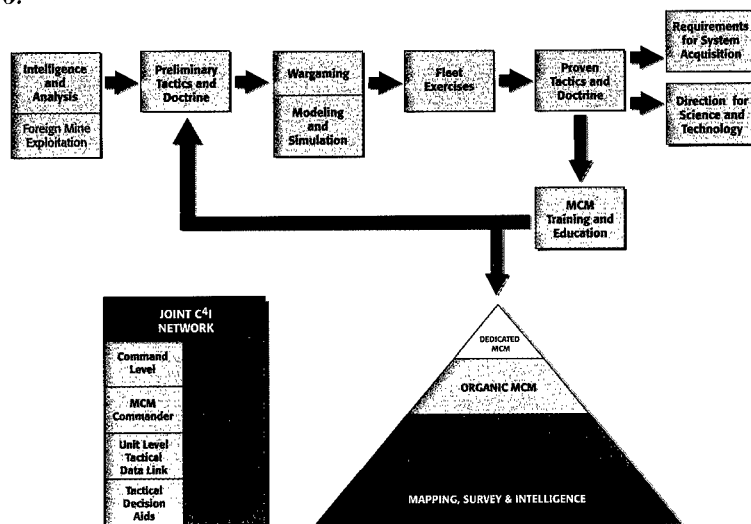 Intelligence
and
Analysis
Foreign Mine
Exploitation
Preliminary
Tactics and
Doctrine
Wargaming
Modeling
and
Simulation
Fleet
Exercises
Proven
Tactics and
Doctrine
Requirements
for System
Acquisition
Direction for
Science and
Technology
MCM
Training and
Education
JOINT C4I
NETWORK
Command
Level
MCM
Commander
Unit Level
Tactical
Data Link
Tactical
Decision
Aids
DEDICATED
MCM
ORGANIC MCM
MAPPING, SURVEY & INTELLIGENCE